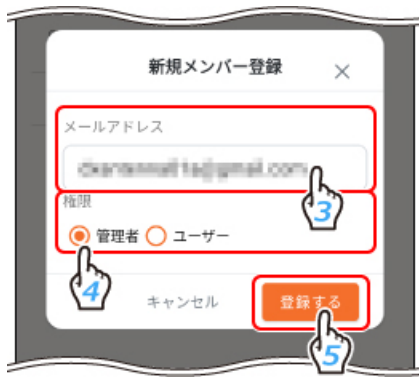 新規メンバー登録
メールアドレス
3
権限
管理者 ユーザー
4
キャンセル 登録する
5